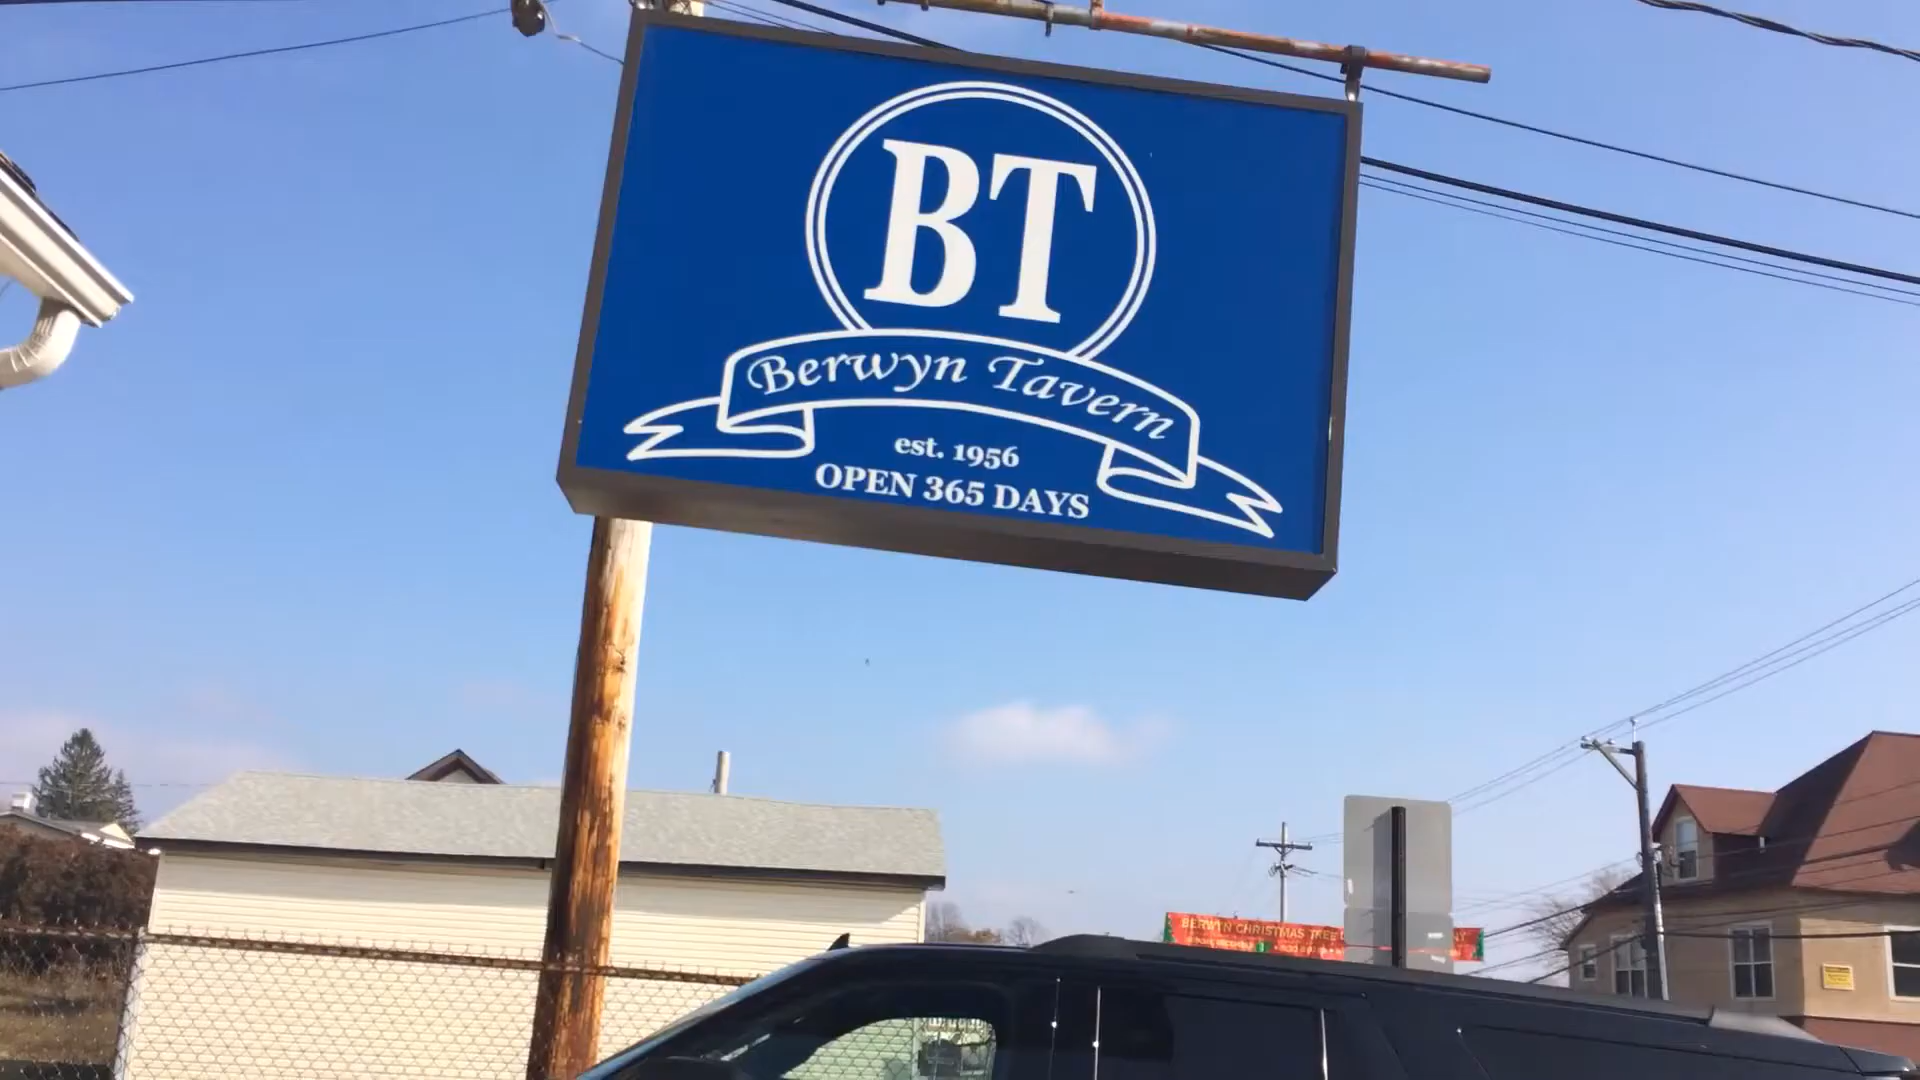 BT
Berwyn Tavern
est. 1956
OPEN 365 DAYS
BERWYN CHRISTMAS TREE